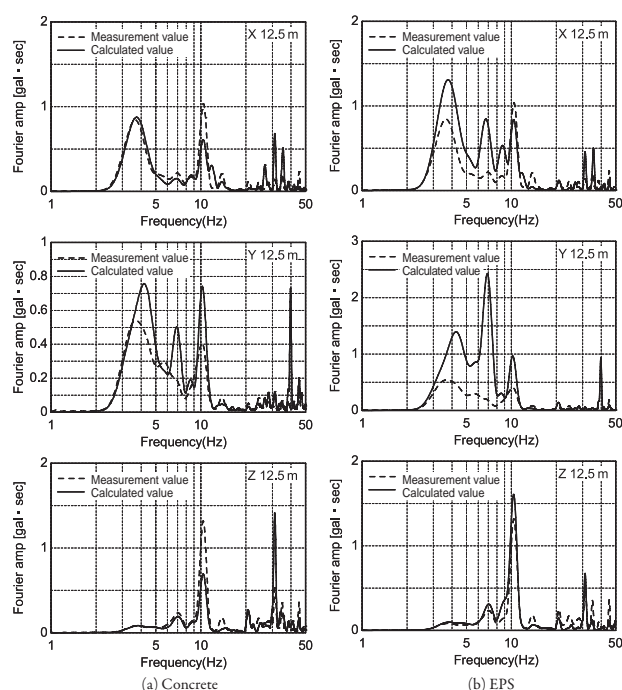 2
Measurement value
Calculated value
X 12.5 m
Fourier amp [gal・sec]
1
0
1 5 10 50
Frequency(Hz)
2
Measurement value
Calculated value
X 12.5 m
Fourier amp [gal・sec]
1
0
1 5 10 50
Frequency(Hz)
1
Measurement value
Calculated value
Y 12.5 m
Fourier amp [gal・sec]
0.8
0.6
0.4
0.2
0
1 5 10 50
Frequency(Hz)
3
Measurement value
Calculated value
Y 12.5 m
Fourier amp [gal・sec]
2
1
0
1 5 10 50
Frequency(Hz)
2
Measurement value
Calculated value
Z 12.5 m
Fourier amp [gal・sec]
1
0
1 5 10 50
Frequency(Hz)
2
Measurement value
Calculated value
Z 12.5 m
Fourier amp [gal・sec]
1
0
1 5 10 50
Frequency(Hz)
(a) Concrete
(b) EPS